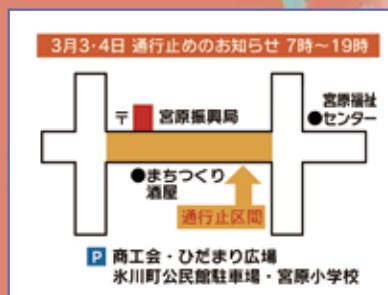 3月3・4日 通行止めのお知らせ 7時～19時
〒 宮原振興局
宮原福祉
●センター
●まちつくり
酒屋
通行止区間
P 商工会・ひだまり広場
氷川町公民館駐車場・宮原小学校